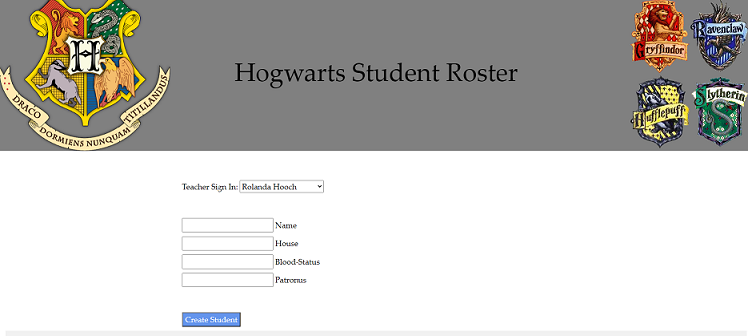 H
DRACO DORMIENS NUNQUAM TITILLANDUS
Hogwarts Student Roster
Gryffindor
Ravenclaw
Hufflepuff
Slytherin
Teacher Sign In: Rolanda Hooch
Name
House
Blood-Status
Patronus
Create Student